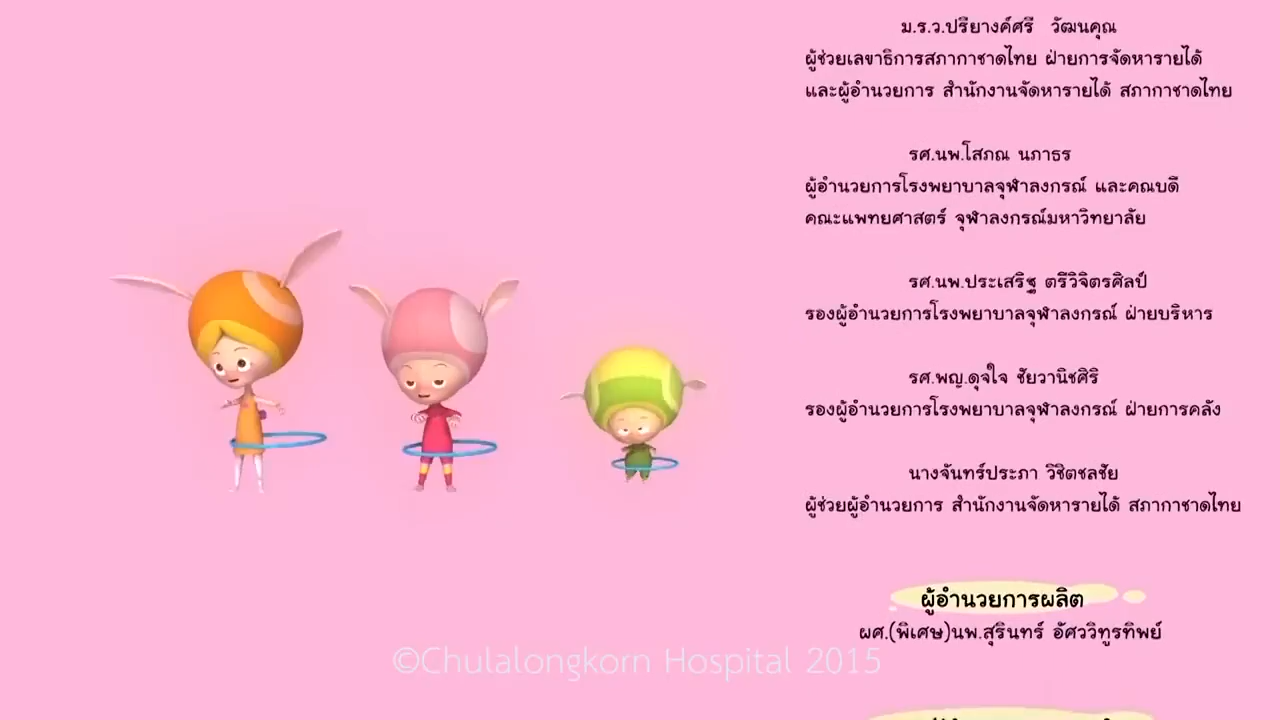 ม.ร.ว.ปรียางค์ศรี วัฒนคุณ
ผู้ช่วยเลขาธิการสภากาชาดไทย ฝ่ายการจัดหารายได้
และผู้อำนวยการ สำนักงานจัดหารายได้ สภากาชาดไทย
รศ.นพ.โสภณ นภาธร
ผู้อำนวยการโรงพยาบาลจุฬาลงกรณ์ และคณบดี
คณะแพทยศาสตร์ จุฬาลงกรณ์มหาวิทยาลัย
รศ.นพ.ประเสริฐ ตรีวิจิตรศิลป์
รองผู้อำนวยการโรงพยาบาลจุฬาลงกรณ์ ฝ่ายบริหาร
รศ.พญ.ดุจใจ ชัยวานิชศิริ
รองผู้อำนวยการโรงพยาบาลจุฬาลงกรณ์ ฝ่ายการคลัง
นางจันทร์ประภา วิชิตชลชัย
ผู้ช่วยผู้อำนวยการ สำนักงานจัดหารายได้ สภากาชาดไทย
ผู้อำนวยการผลิต
ผศ.(พิเศษ)นพ.สุรินทร์ อัศววิทูรทิพย์
©Chulalongkorn Hospital 2015